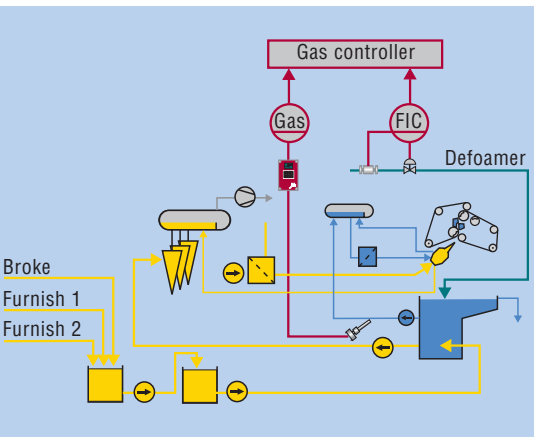 Gas controller
Gas
FIC
Defoamer
Broke
Furnish 1
Furnish 2